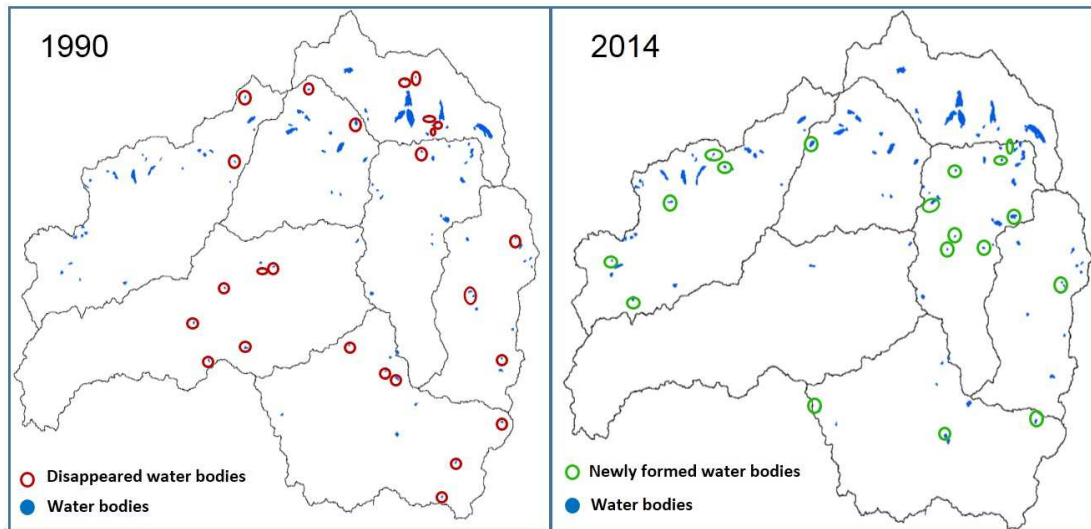 1990
Disappeared water bodies
Water bodies
2014
Newly formed water bodies
Water bodies